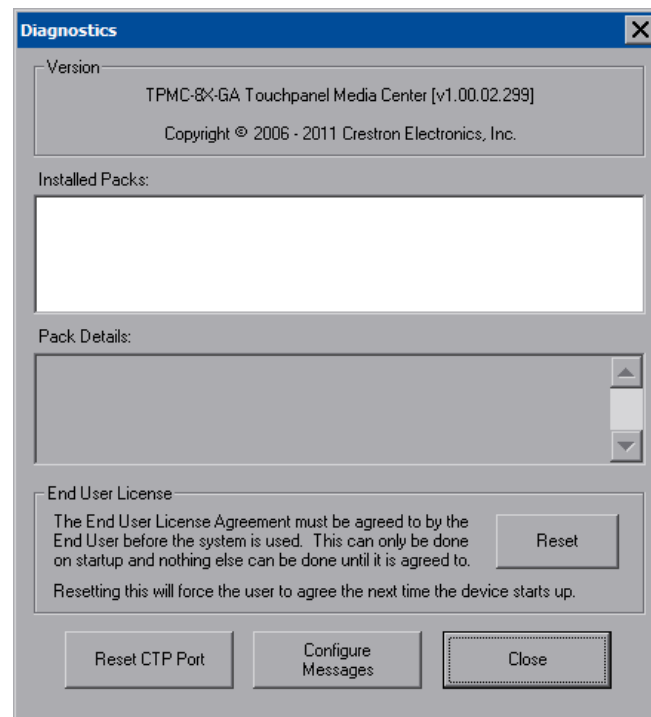 Diagnostics
Version
TPMC-8X-GA Touchpanel Media Center [v1.00.02.299]
Copyright © 2006 - 2011 Crestron Electronics, Inc.
Installed Packs:
Pack Details:
End User License
The End User License Agreement must be agreed to by the
End User before the system is used.  This can only be done
on startup and nothing else can be done until it is agreed to.
Reset
Resetting this will force the user to agree the next time the device starts up.
Reset CTP Port
Configure
Messages
Close